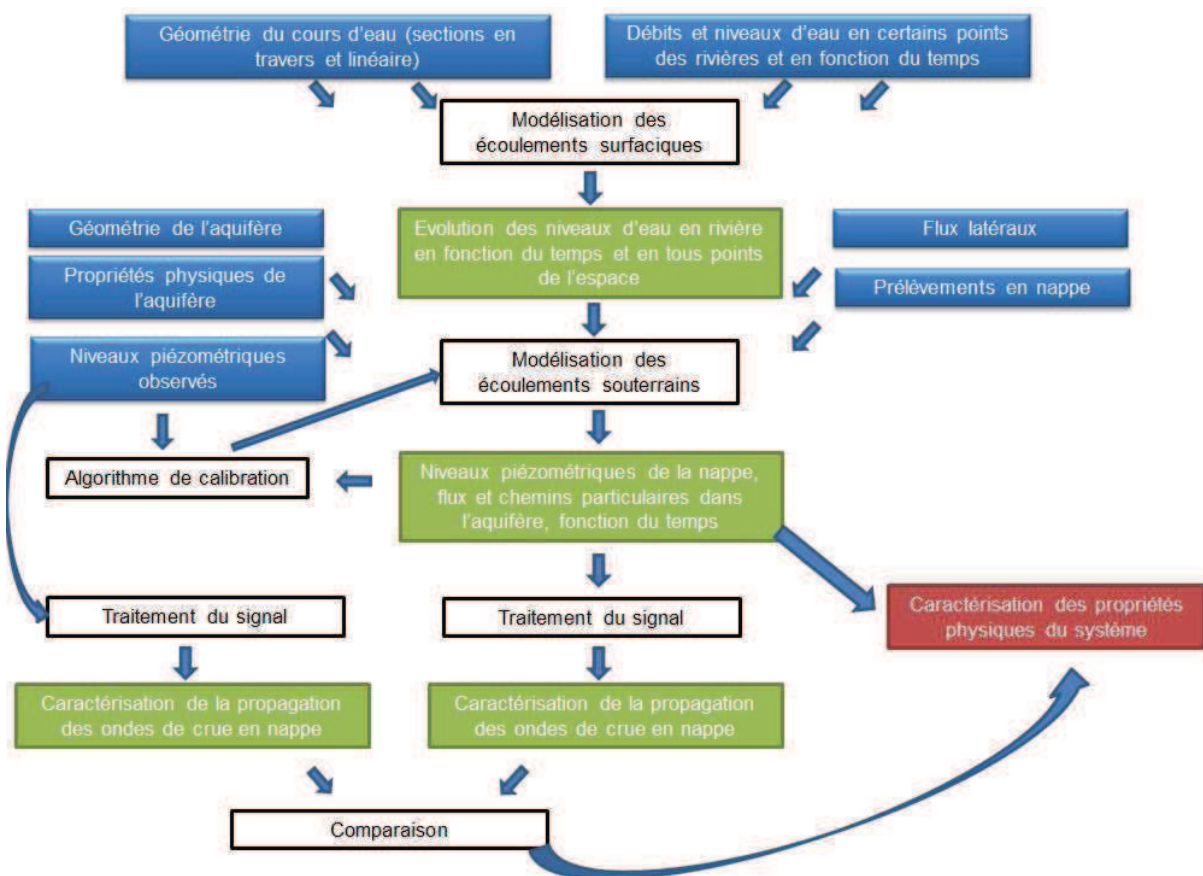 Géométrie du cours d'eau (sections en
travers et linéaire)
Débits et niveaux d'eau en certains points
des rivières et en fonction du temps
Modélisation des
écoulements surfaciques
Géométrie de l'aquifère
Propriétés physiques de
l'aquifère
Niveaux piézométriques
observés
Evolution des niveaux d'eau en rivière
en fonction du temps et en tous points
de l'espace
Flux latéraux
Prélèvements en nappe
Modélisation des
écoulements souterrains
Algorithme de calibration
Niveaux piézométriques de la nappe,
flux et chemins particulaires dans
l'aquifère, fonction du temps
Traitement du signal
Traitement du signal
Caractérisation des propriétés
physiques du système
Caractérisation de la propagation
des ondes de crue en nappe
Caractérisation de la propagation
des ondes de crue en nappe
Comparaison